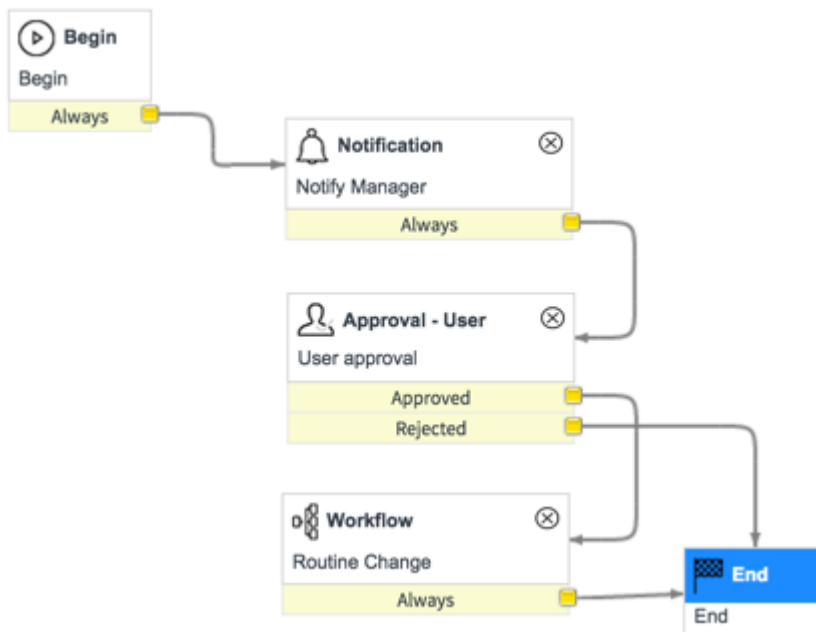 Begin
Begin
Always
Notification
Notify Manager
Always
Approval - User
User approval
Approved
Rejected
Workflow
Routine Change
Always
End
End